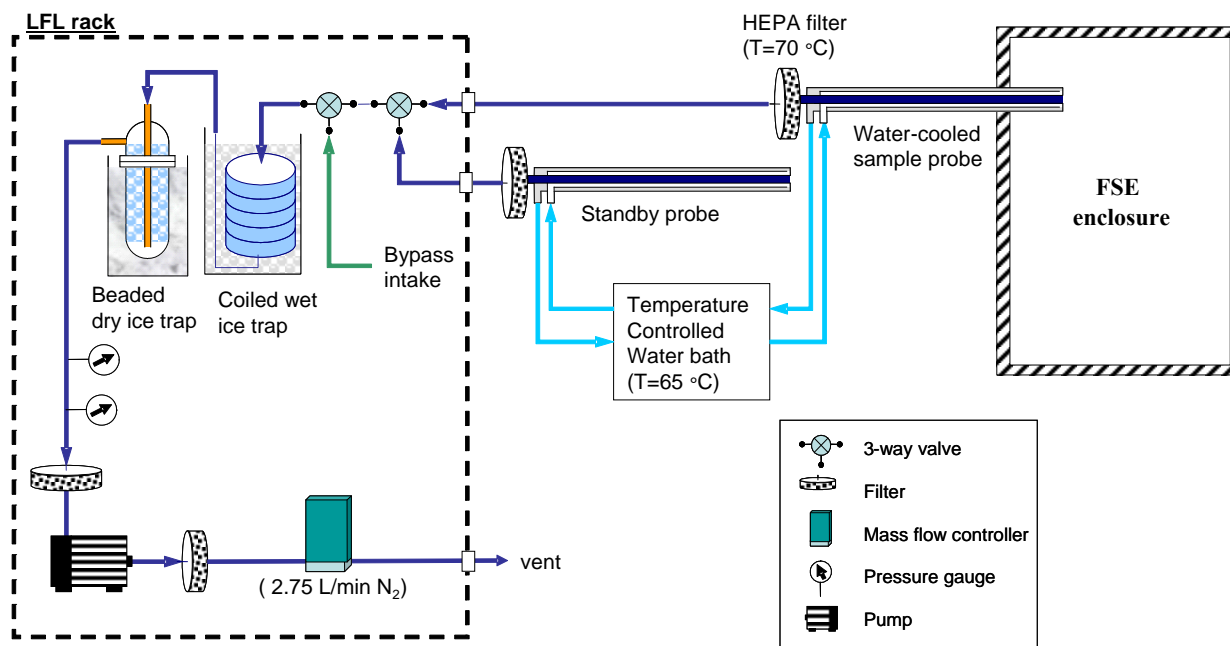 LFL rack
HEPA filter
(T=70 °C)
Water-cooled
sample probe
FSE
enclosure
Standby probe
Bypass
intake
Beaded
dry ice trap
Coiled wet
ice trap
Temperature
Controlled
Water bath
(T=65 °C)
( 2.75 L/min N₂)
vent
3-way valve
Filter
Mass flow controller
Pressure gauge
Pump